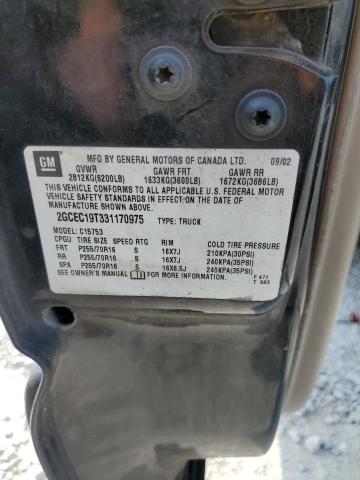 GM
MFD BY GENERAL MOTORS OF CANADA LTD. 09/02
GVWR GAWR FRT GAWR RR
2812KG(6200LB) 1633KG(3600LB) 1672KG(3686LB)
THIS VEHICLE CONFORMS TO ALL APPLICABLE U.S. FEDERAL MOTOR
VEHICLE SAFETY STANDARDS IN EFFECT ON THE DATE OF
MANUFACTURE SHOWN ABOVE.
2GCEC19T331170975 TYPE: TRUCK
MODEL: C15753
CPGU TIRE SIZE SPEED RTG RIM COLD TIRE PRESSURE
FRT P255/70R16 S 16X7J 210KPA(30PSI)
RR P255/70R16 S 16X7J 240KPA(35PSI)
SPA P255/70R16 S 16X6.5J 240KPA(35PSI)
SEE OWNER'S MANUAL FOR MORE INFORMATION.
F 471
T 883